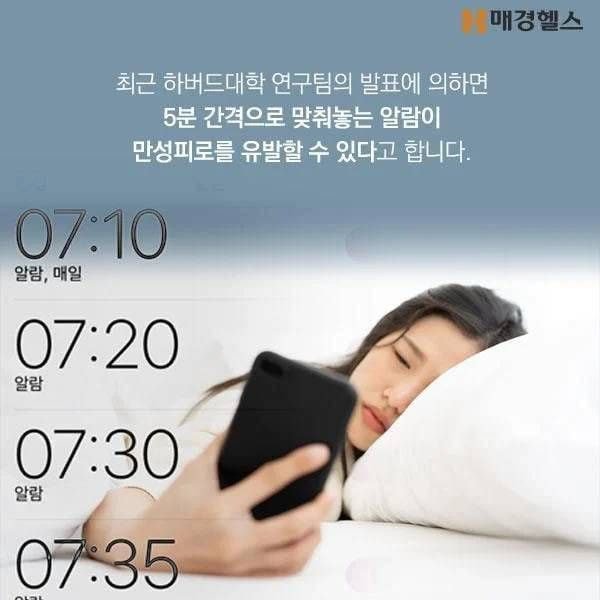 매경헬스
최근 하버드대학 연구팀의 발표에 의하면
5분 간격으로 맞춰놓는 알람이
만성피로를 유발할 수 있다고 합니다.
07:10
알람, 매일
07:20
알람
07:30
알람
07:35
알람